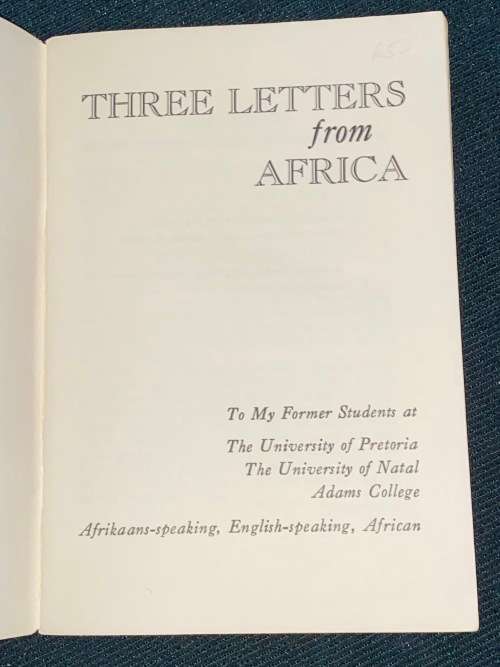 THREE LETTERS
from
AFRICA
To My Former Students at
The University of Pretoria
The University of Natal
Adams College
Afrikaans-speaking, English-speaking, African